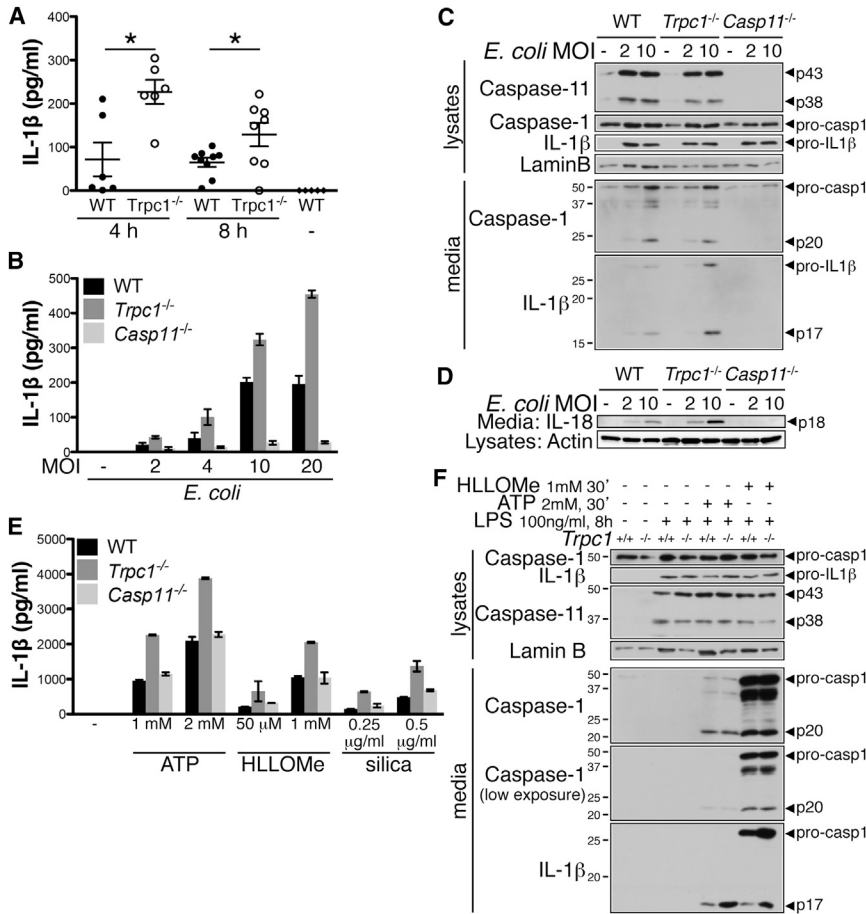 A
IL-1β (pg/ml)
400
300
200
100
0
*
*
WT Trpc1-/- WT Trpc1-/- WT
4 h 8 h -
B
IL-1β (pg/ml)
500
400
300
200
100
0
WT
Trpc1-/-
Casp11-/-
MOI - 2 4 10 20
E. coli
E
IL-1β (pg/ml)
5000
4000
3000
2000
1000
0
WT
Trpc1-/-
Casp11-/-
- 1 mM 2 mM 50 μM 1 mM 0.25 μg/ml 0.5 μg/ml
ATP HLLOMe silica
C
WT Trpc1-/- Casp11-/-
E. coli MOI - 2 10 - 2 10 - 2 10
lysates
Caspase-11 p43
p38
Caspase-1 pro-casp1
IL-1β pro-IL1β
LaminB
media
Caspase-1
50 pro-casp1
37
25 p20
IL-1β
25 pro-IL1β
20
15 p17
D
WT Trpc1-/- Casp11-/-
E. coli MOI - 2 10 - 2 10 - 2 10
Media: IL-18 p18
Lysates: Actin
F
HLLOMe 1mM 30' - - - - - - + +
ATP 2mM, 30' - - - - + + - -
LPS 100ng/ml, 8h - - + + + + + +
Trpc1 +/+ -/- +/+ -/- +/+ -/- +/+ -/-
lysates
Caspase-1 50 pro-casp1
IL-1β pro-IL1β
Caspase-11 p43
37 p38
Lamin B
media
Caspase-1
50 pro-casp1
37
25
20 p20
Caspase-1
(low exposure)
50 pro-casp1
37
25
20 p20
IL-1β
25 pro-casp1
20
p17